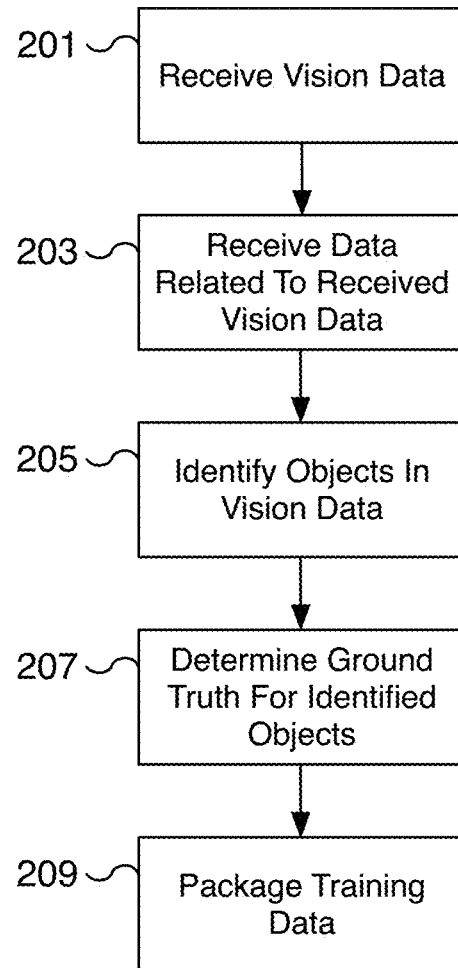 201
Receive Vision Data
203
Receive Data
Related To Received
Vision Data
205
Identify Objects In
Vision Data
207
Determine Ground
Truth For Identified
Objects
209
Package Training
Data